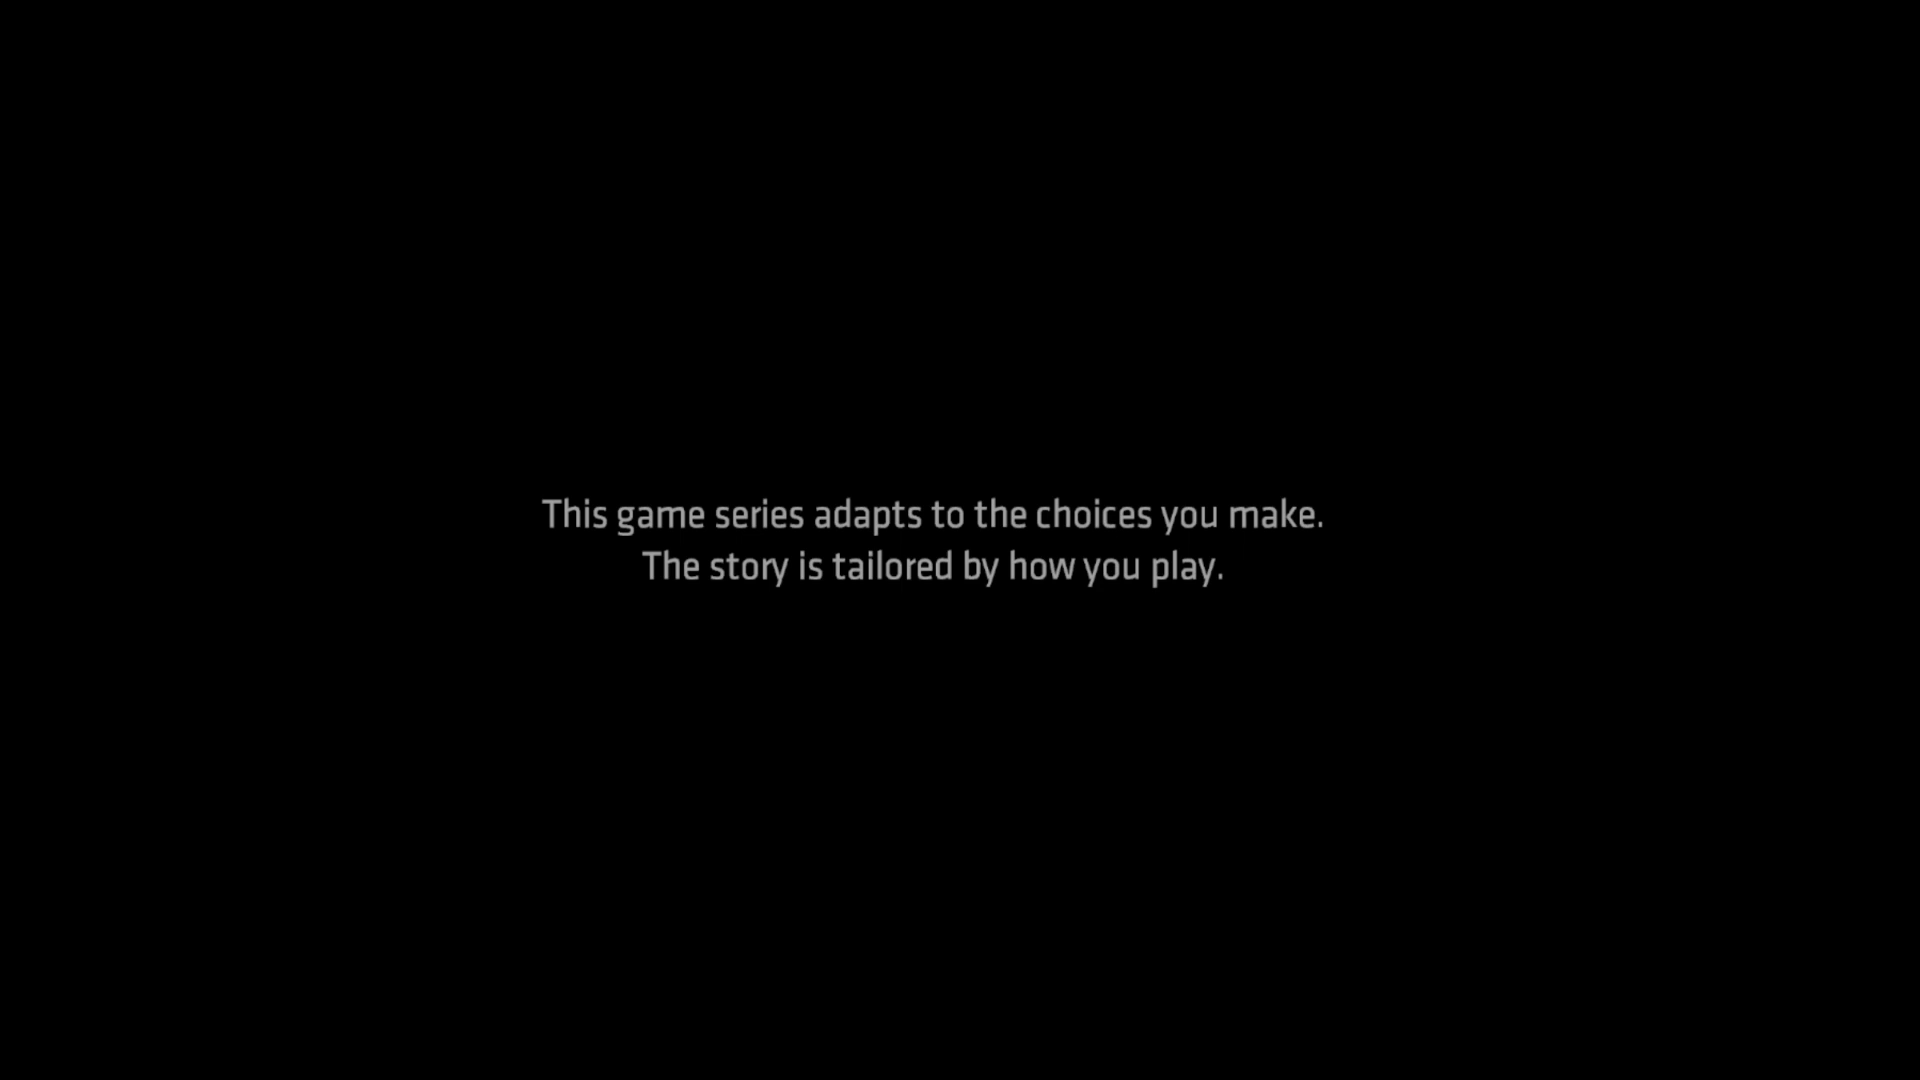 This game series adapts to the choices you make.
The story is tailored by how you play.